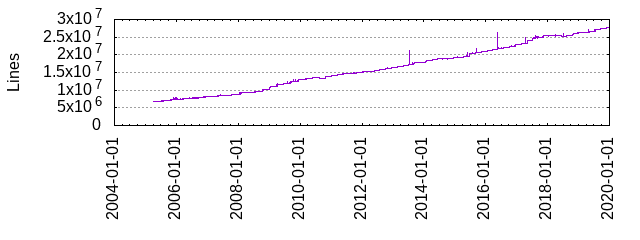 3x10 7
2.5x10 7
2x10 7
1.5x10 7
1x10 7
5x10 6
0
Lines
2004-01-01
2006-01-01
2008-01-01
2010-01-01
2012-01-01
2014-01-01
2016-01-01
2018-01-01
2020-01-01